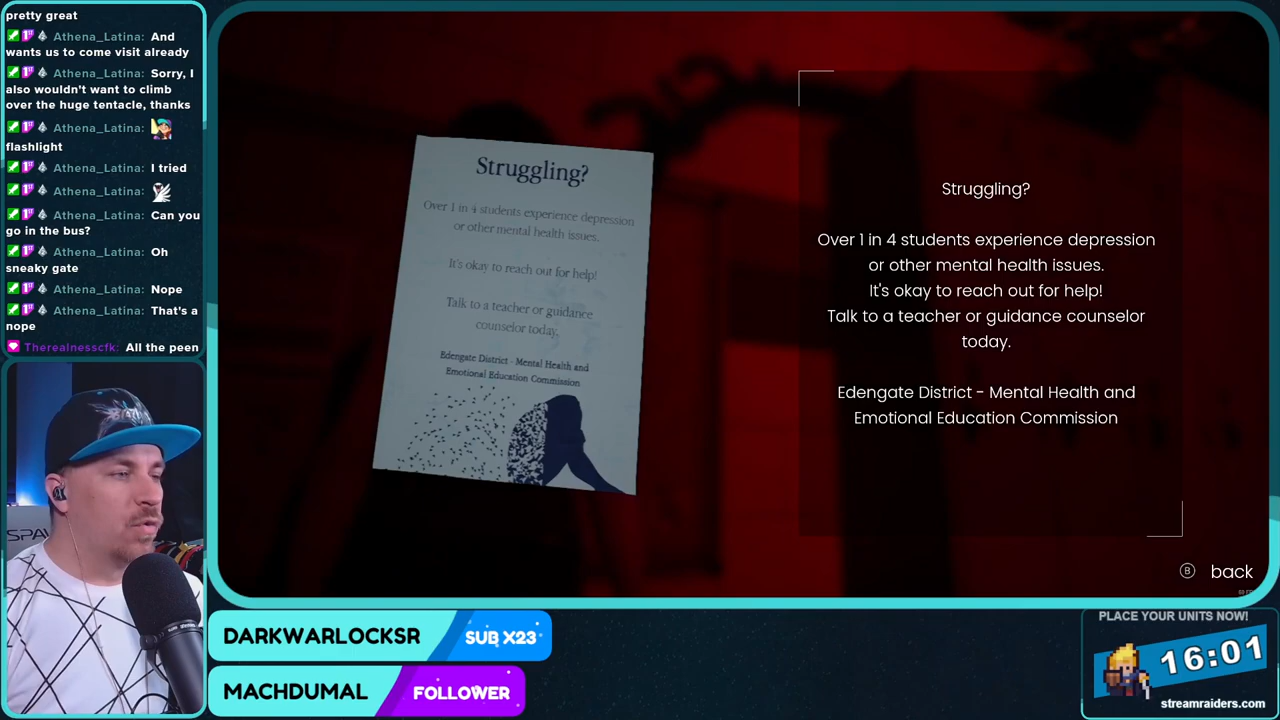 pretty great
Athena_Latina: And
wants us to come visit already
Athena_Latina: Sorry, I
also wouldn't want to climb
over the huge tentacle, thanks
Athena_Latina:
flashlight
Athena_Latina: I tried
Athena_Latina:
Athena_Latina: Can you
go in the bus?
Athena_Latina: Oh
sneaky gate
Athena_Latina: Nope
Athena_Latina: That's a
nope
Therealnesscfk: All the peen
Struggling?
Over 1 in 4 students experience depression
or other mental health issues.
It's okay to reach out for help!
Talk to a teacher or guidance
counselor today.
Edengate District - Mental Health and
Emotional Education Commission
Struggling?
Over 1 in 4 students experience depression
or other mental health issues.
It's okay to reach out for help!
Talk to a teacher or guidance counselor
today.
Edengate District - Mental Health and
Emotional Education Commission
B back
SPA
DARKWARLOCKSR SUB X23
MACHDUMAL FOLLOWER
PLACE YOUR UNITS NOW!
16:01
streamraiders.com